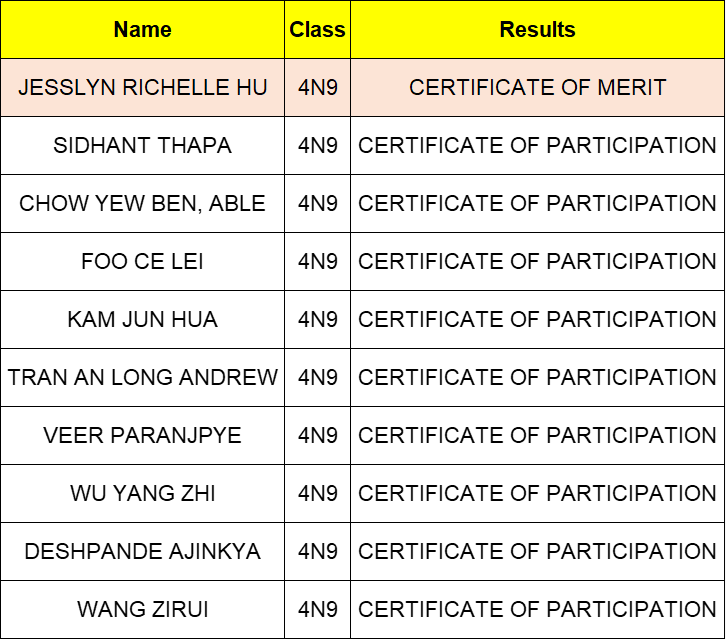 Name Class Results
JESSLYN RICHELLE HU 4N9 CERTIFICATE OF MERIT
SIDHANT THAPA 4N9 CERTIFICATE OF PARTICIPATION
CHOW YEW BEN, ABLE 4N9 CERTIFICATE OF PARTICIPATION
FOO CE LEI 4N9 CERTIFICATE OF PARTICIPATION
KAM JUN HUA 4N9 CERTIFICATE OF PARTICIPATION
TRAN AN LONG ANDREW 4N9 CERTIFICATE OF PARTICIPATION
VEER PARANJPYE 4N9 CERTIFICATE OF PARTICIPATION
WU YANG ZHI 4N9 CERTIFICATE OF PARTICIPATION
DESHPANDE AJINKYA 4N9 CERTIFICATE OF PARTICIPATION
WANG ZIRUI 4N9 CERTIFICATE OF PARTICIPATION